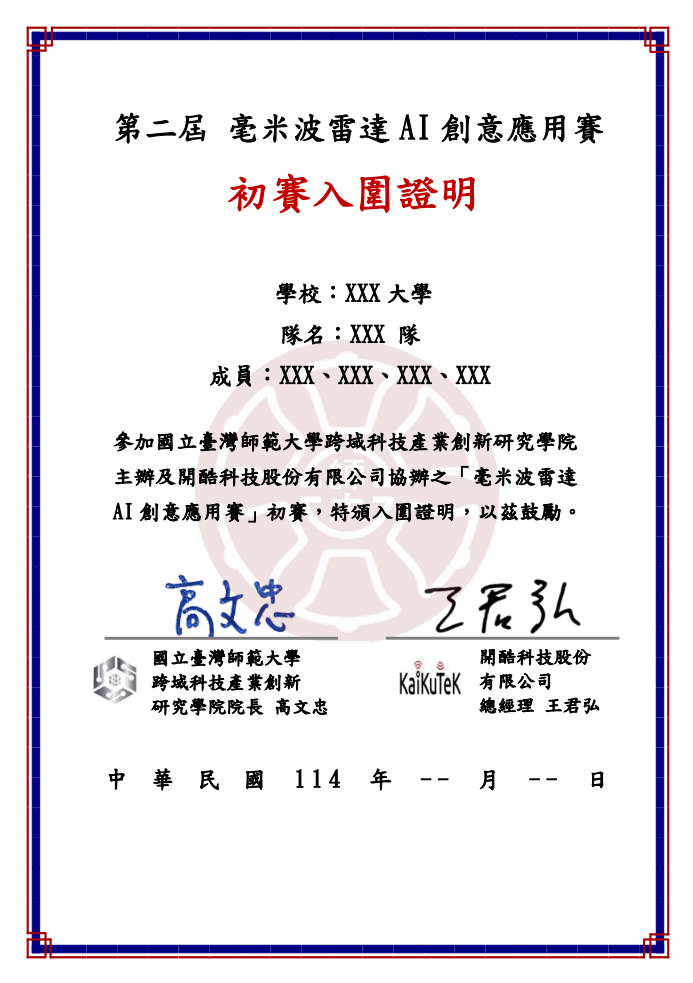 第二屆 毫米波雷達AI創意應用賽
初賽入圍證明
學校：XXX大學
隊名：XXX 隊
成員：XXX、XXX、XXX、XXX
參加國立臺灣師範大學跨域科技產業創新研究學院
主辦及開酷科技股份有限公司協辦之「毫米波雷達
AI創意應用賽」初賽，特頒入圍證明，以茲鼓勵。
高文忠
王君弘
國立臺灣師範大學
跨域科技產業創新
研究學院院長 高文忠
KaiKuTeK
開酷科技股份
有限公司
總經理 王君弘
中 華 民 國 114 年 -- 月 -- 日